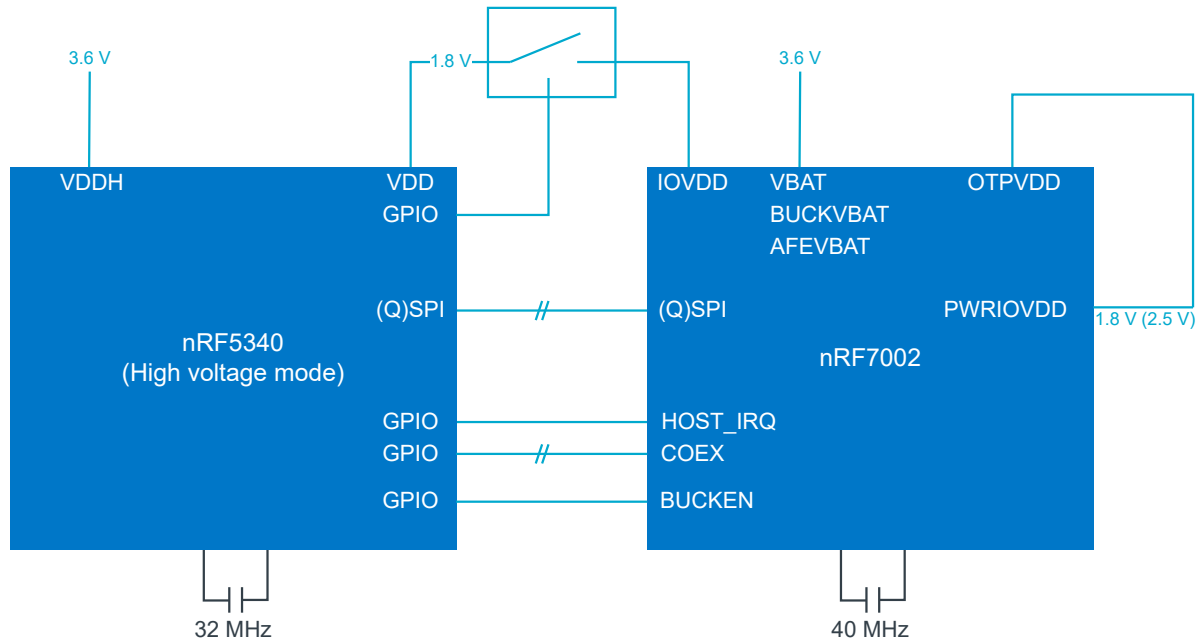 3.6 V
1.8 V
3.6 V
VDDH
VDD
GPIO
IOVDD
VBAT
BUCKVBAT
AFEVBAT
OTPVDD
(Q)SPI
(Q)SPI
PWRIOVDD
1.8 V (2.5 V)
nRF5340
(High voltage mode)
nRF7002
GPIO
HOST_IRQ
GPIO
COEX
GPIO
BUCKEN
32 MHz
40 MHz